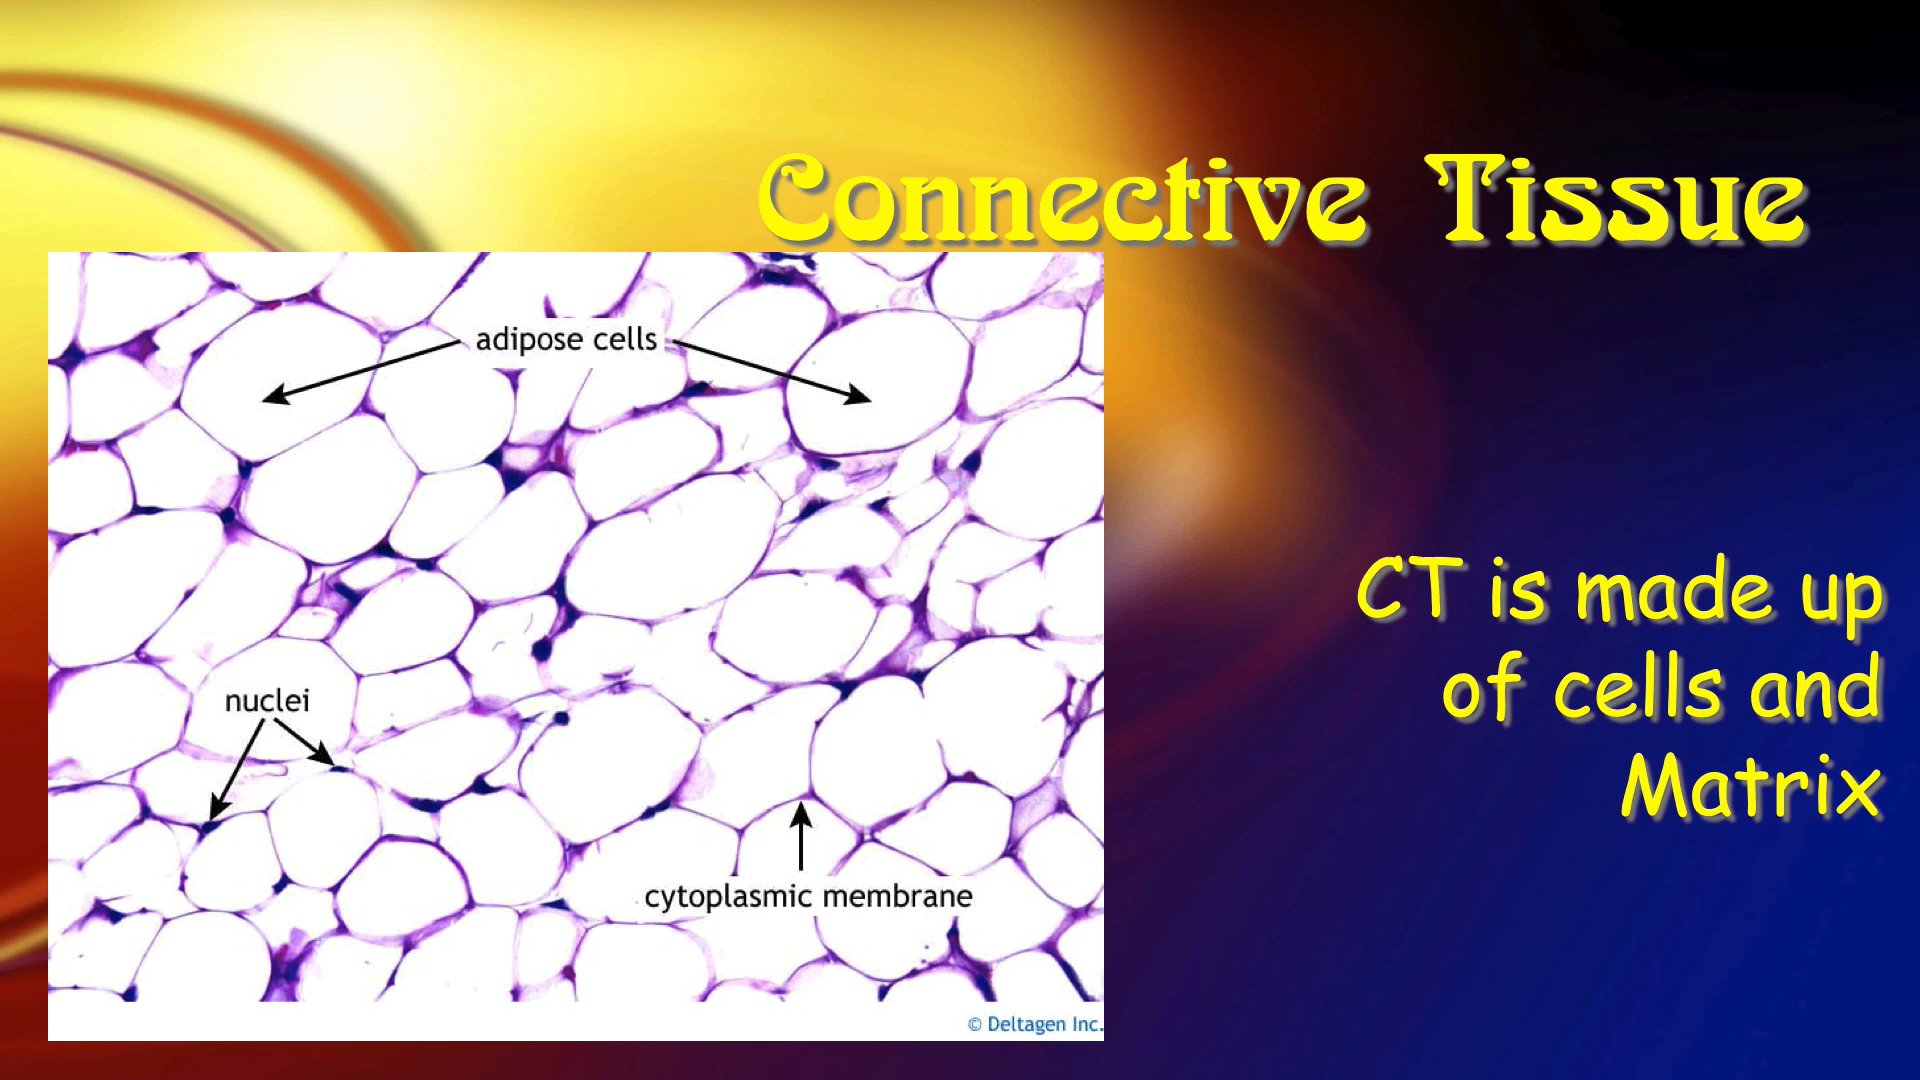 Connective Tissue
adipose cells
nuclei
cytoplasmic membrane
© Deltagen Inc.
CT is made up
of cells and
Matrix